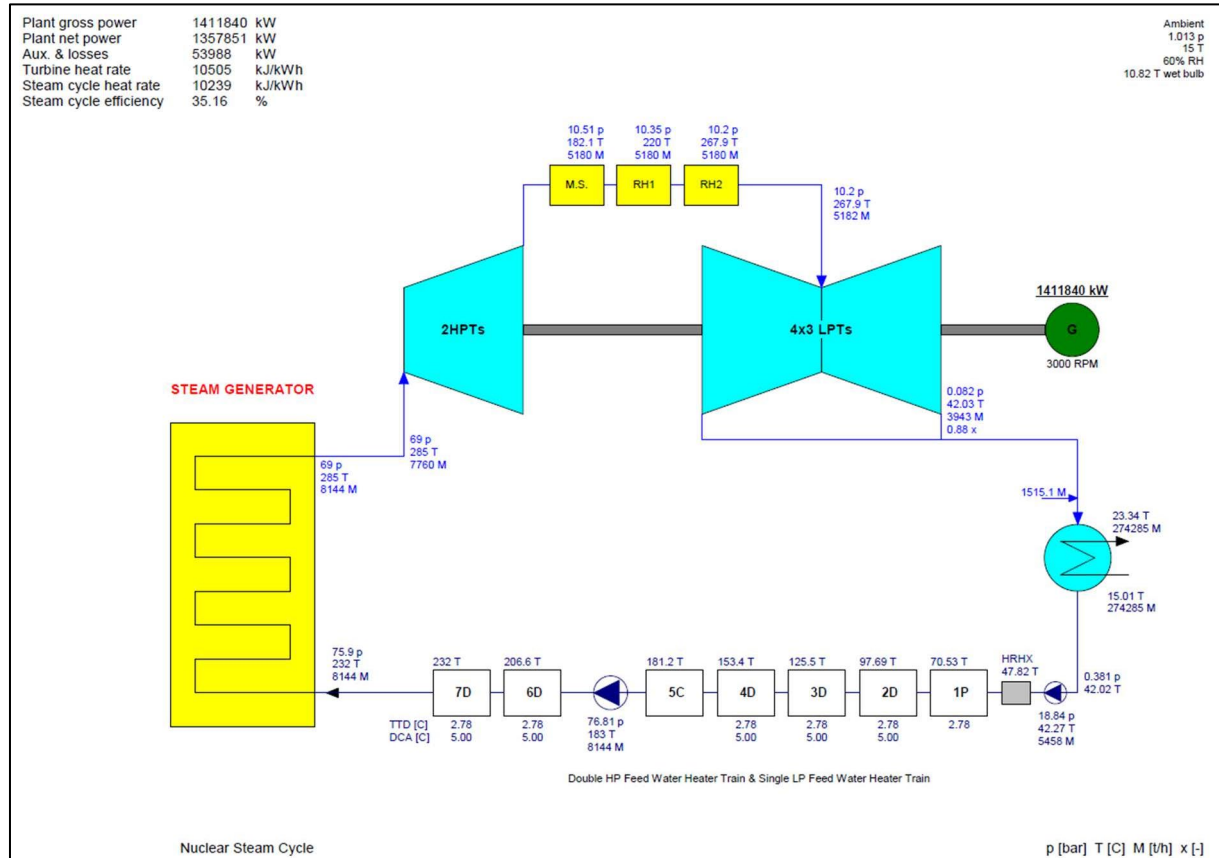 Plant gross power 1411840 kW
Plant net power 1357851 kW
Aux. & losses 53988 kW
Turbine heat rate 10505 kJ/kWh
Steam cycle heat rate 10239 kJ/kWh
Steam cycle efficiency 35.16 %
Ambient
1.013 p
15 T
60% RH
10.82 T wet bulb
10.51 p
182.1 T
5180 M
10.35 p
220 T
5180 M
10.2 p
267.9 T
5180 M
M.S.
RH1
RH2
10.2 p
267.9 T
5182 M
2HPTs
4x3 LPTs
1411840 kW
G
3000 RPM
STEAM GENERATOR
69 p
285 T
8144 M
69 p
285 T
7760 M
0.082 p
42.03 T
3943 M
0.88 x
1515.1 M
23.34 T
274285 M
15.01 T
274285 M
0.381 p
42.02 T
18.84 p
42.27 T
5458 M
HRHX
47.82 T
75.9 p
232 T
8144 M
232 T
206.6 T
181.2 T
153.4 T
125.5 T
97.69 T
70.53 T
7D
6D
5C
4D
3D
2D
1P
76.81 p
183 T
8144 M
TTD [C] 2.78 2.78 2.78 2.78 2.78 2.78
DCA [C] 5.00 5.00 5.00 5.00 5.00
Double HP Feed Water Heater Train & Single LP Feed Water Heater Train
Nuclear Steam Cycle
p [bar] T [C] M [t/h] x [-]